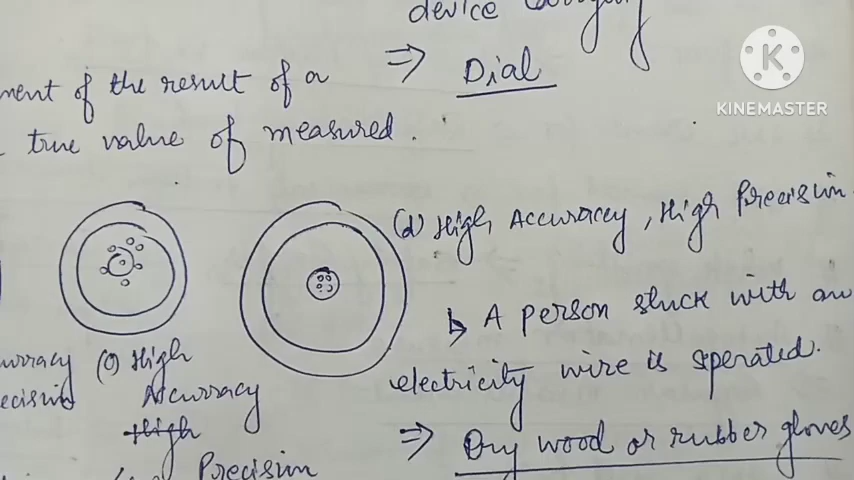 device
⇒ Dial
ment of the result of a
true value of measured.
(d) High Accuracy, High Precision.
↳ A person stuck with an
electricity wire is seperated.
⇒ Dry wood or rubber gloves
(c) High
Accurracy
High
Precision
K
KINEMASTER